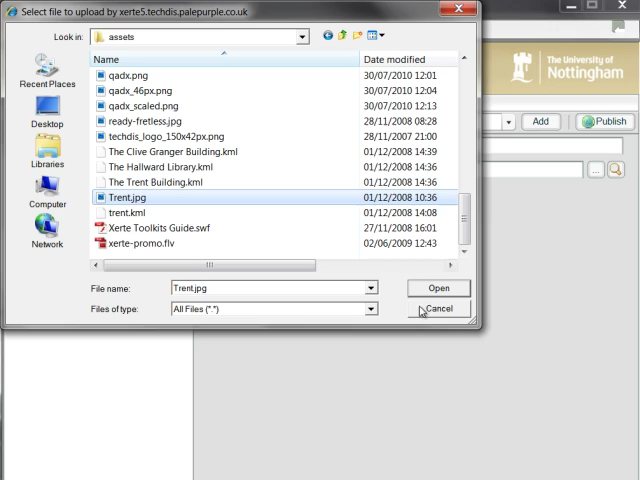 Select file to upload by xerte5.techdis.palepurple.co.uk
Look in: assets
Name Date modified
qadx.png 30/07/2010 12:01
qadx_46px.png 30/07/2010 12:04
qadx_scaled.png 30/07/2010 12:13
ready-fretless.jpg 28/11/2008 08:28
techdis_logo_150x42px.png 28/11/2007 21:00
The Clive Granger Building.kml 01/12/2008 14:39
The Hallward Library.kml 01/12/2008 14:36
The Trent Building.kml 01/12/2008 14:36
Trent.jpg 01/12/2008 10:36
trent.kml 01/12/2008 14:08
Xerte Toolkits Guide.swf 27/11/2008 16:01
xerte-promo.flv 02/06/2009 12:43
Recent Places
Desktop
Libraries
Computer
Network
File name: Trent.jpg Open
Files of type: All Files (*.*) Cancel
The University of
Nottingham
Add Publish
...